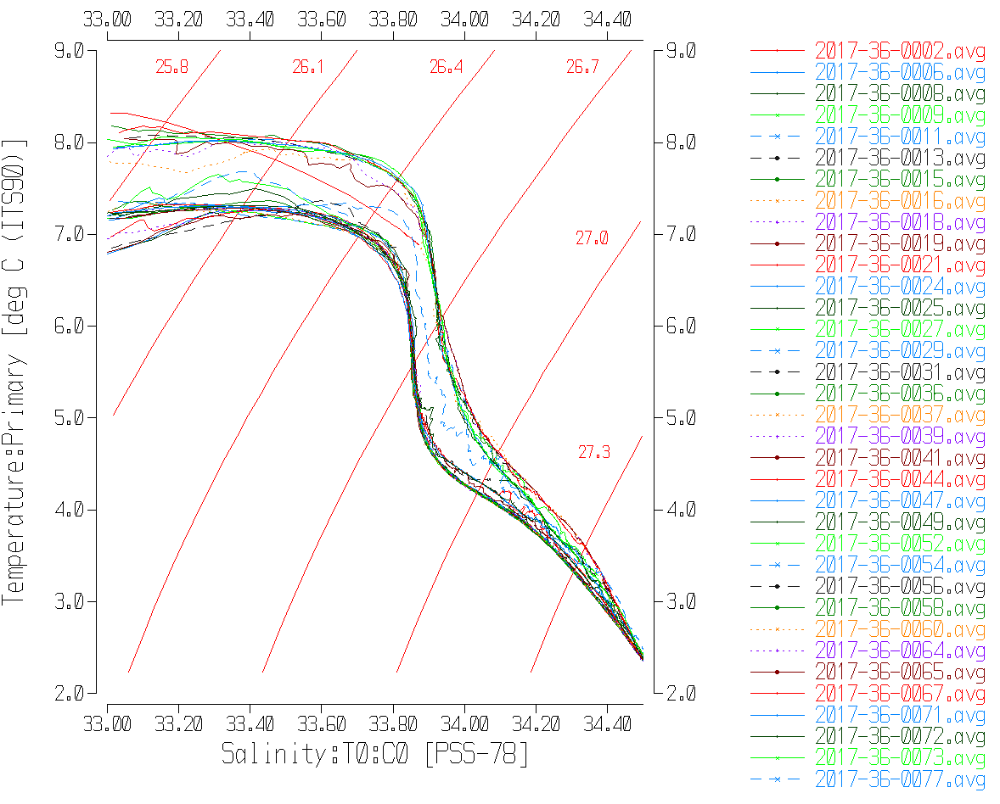 33.00 33.20 33.40 33.60 33.80 34.00 34.20 34.40
9.0 9.0
25.8 26.1 26.4 26.7
8.0 8.0
7.0 7.0
27.0
6.0 6.0
5.0 5.0
27.3
4.0 4.0
3.0 3.0
2.0 2.0
33.00 33.20 33.40 33.60 33.80 34.00 34.20 34.40
Salinity:T0:C0 [PSS-78]
Temperature:Primary [deg C (ITS90)]
2017-36-0002.avg
2017-36-0006.avg
2017-36-0008.avg
2017-36-0009.avg
2017-36-0011.avg
2017-36-0013.avg
2017-36-0015.avg
2017-36-0016.avg
2017-36-0018.avg
2017-36-0019.avg
2017-36-0021.avg
2017-36-0024.avg
2017-36-0025.avg
2017-36-0027.avg
2017-36-0029.avg
2017-36-0031.avg
2017-36-0036.avg
2017-36-0037.avg
2017-36-0039.avg
2017-36-0041.avg
2017-36-0044.avg
2017-36-0047.avg
2017-36-0049.avg
2017-36-0052.avg
2017-36-0054.avg
2017-36-0056.avg
2017-36-0058.avg
2017-36-0060.avg
2017-36-0064.avg
2017-36-0065.avg
2017-36-0067.avg
2017-36-0071.avg
2017-36-0072.avg
2017-36-0073.avg
2017-36-0077.avg